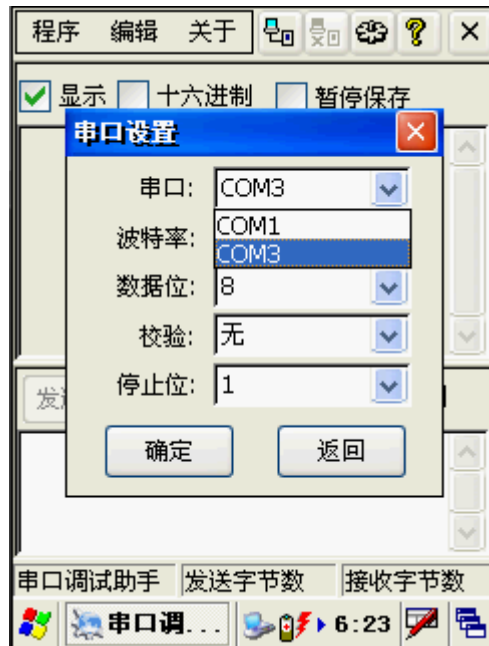 程序 编辑 关于
显示 十六进制 暂停保存
串口设置
串口: COM3
COM1
波特率: COM3
数据位: 8
校验: 无
停止位: 1
发
确定 返回
串口调试助手 发送字节数 接收字节数
串口调... 6:23